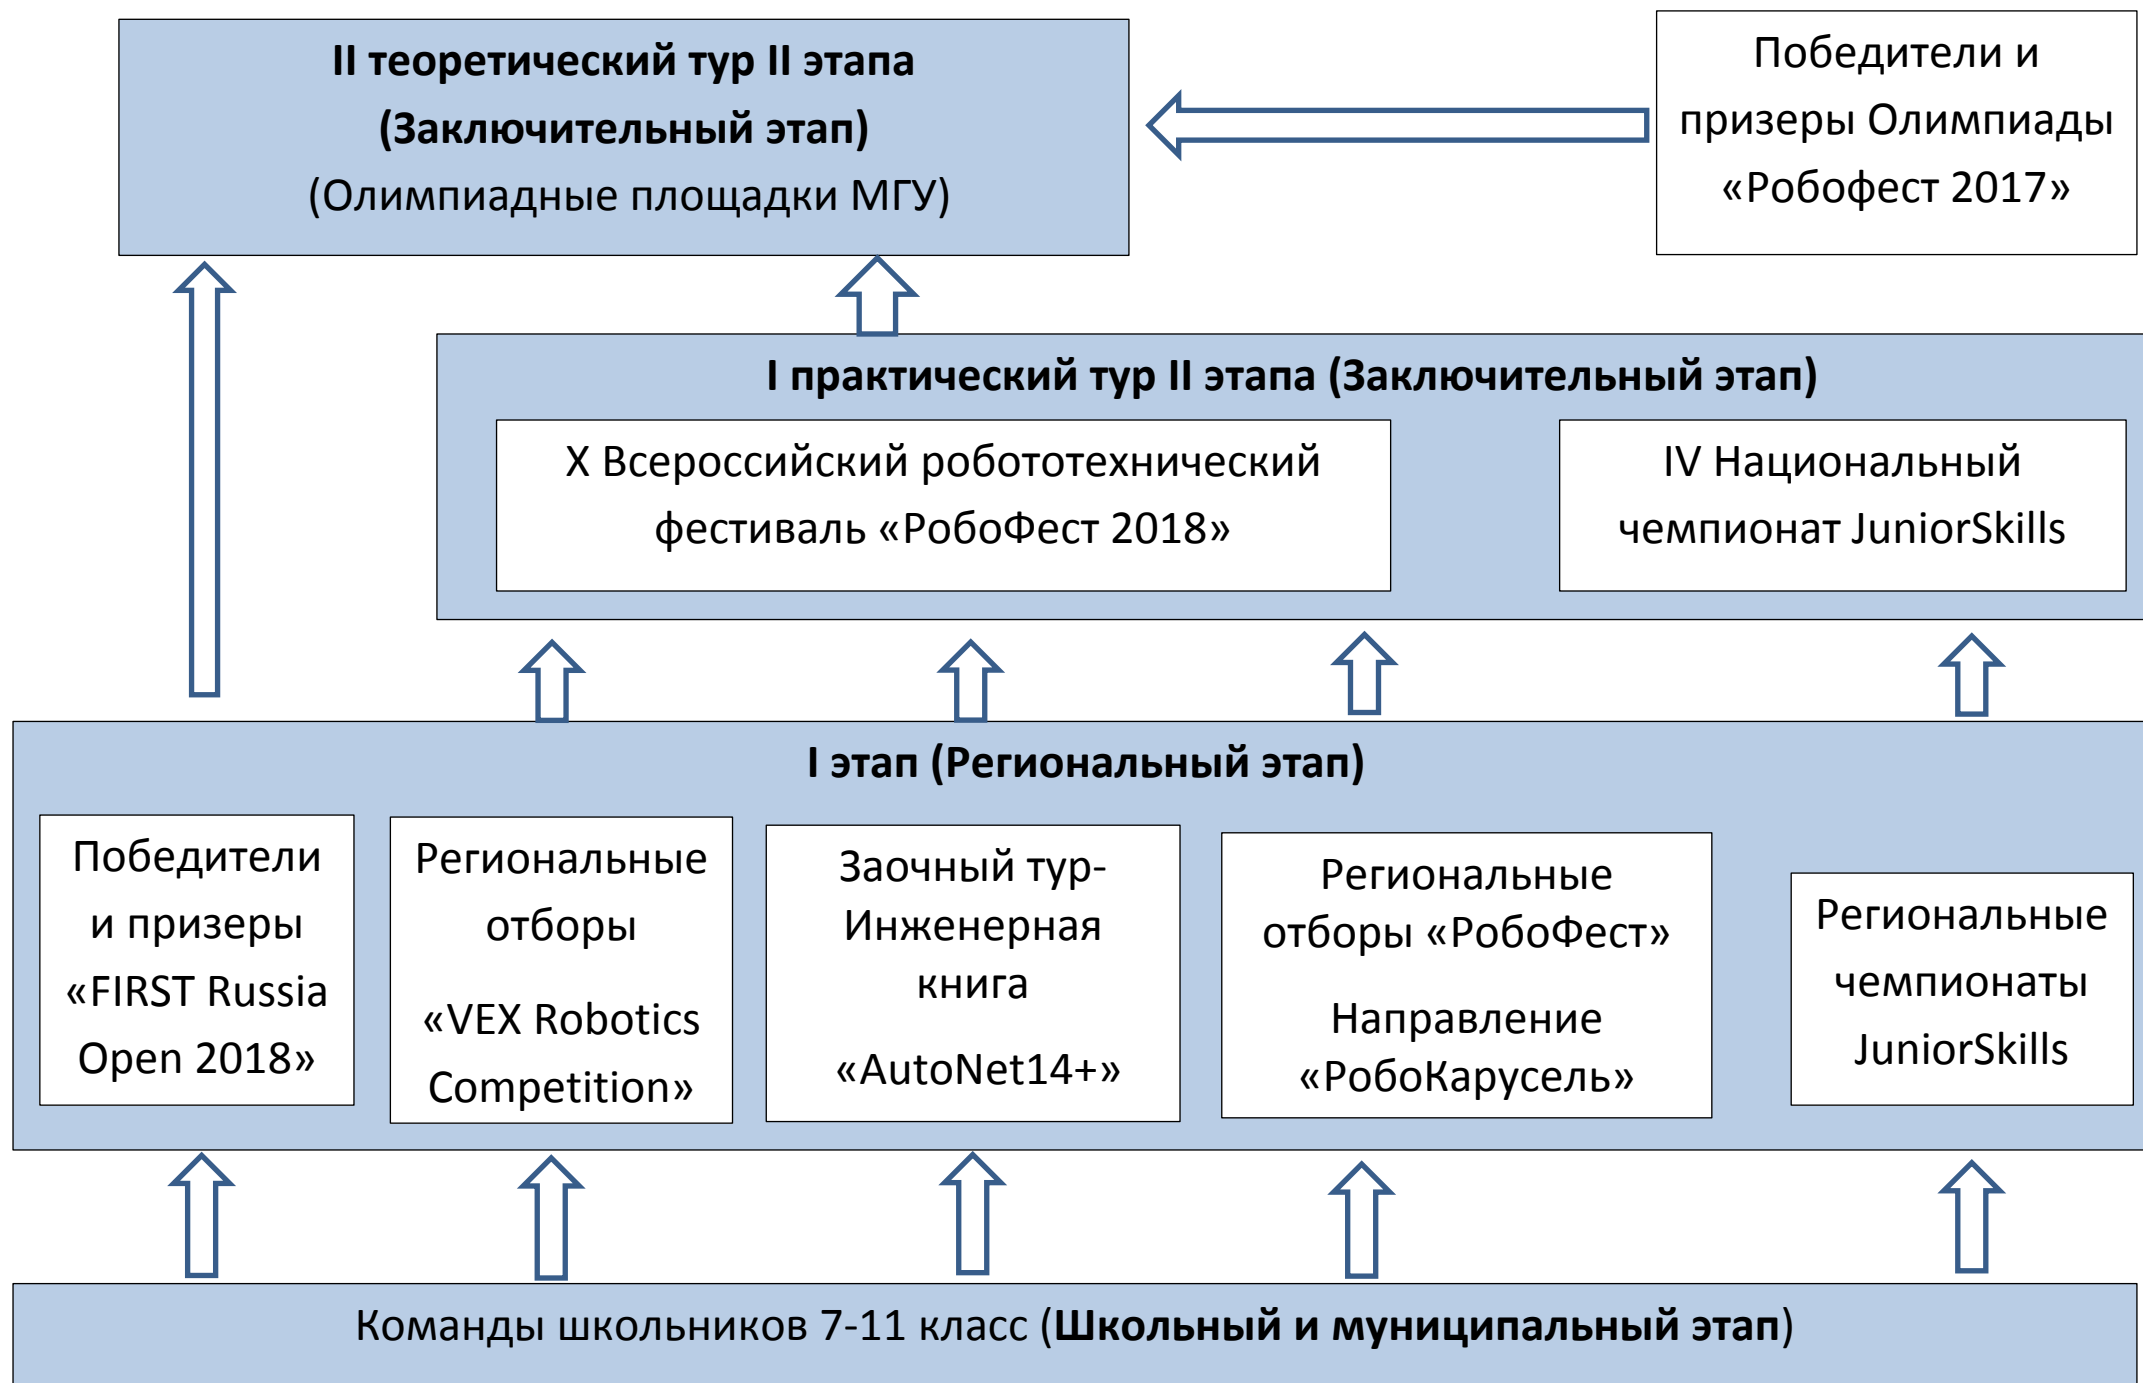 II теоретический тур II этапа
(Заключительный этап)
(Олимпиадные площадки МГУ)
Победители и
призеры Олимпиады
«Робофест 2017»
I практический тур II этапа (Заключительный этап)
X Всероссийский робототехнический
фестиваль «РобоФест 2018»
IV Национальный
чемпионат JuniorSkills
I этап (Региональный этап)
Победители
и призеры
«FIRST Russia
Open 2018»
Региональные
отборы
«VEX Robotics
Competition»
Заочный тур-
Инженерная
книга
«AutoNet14+»
Региональные
отборы «РобоФест»
Направление
«РобоКарусель»
Региональные
чемпионаты
JuniorSkills
Команды школьников 7-11 класс (Школьный и муниципальный этап)